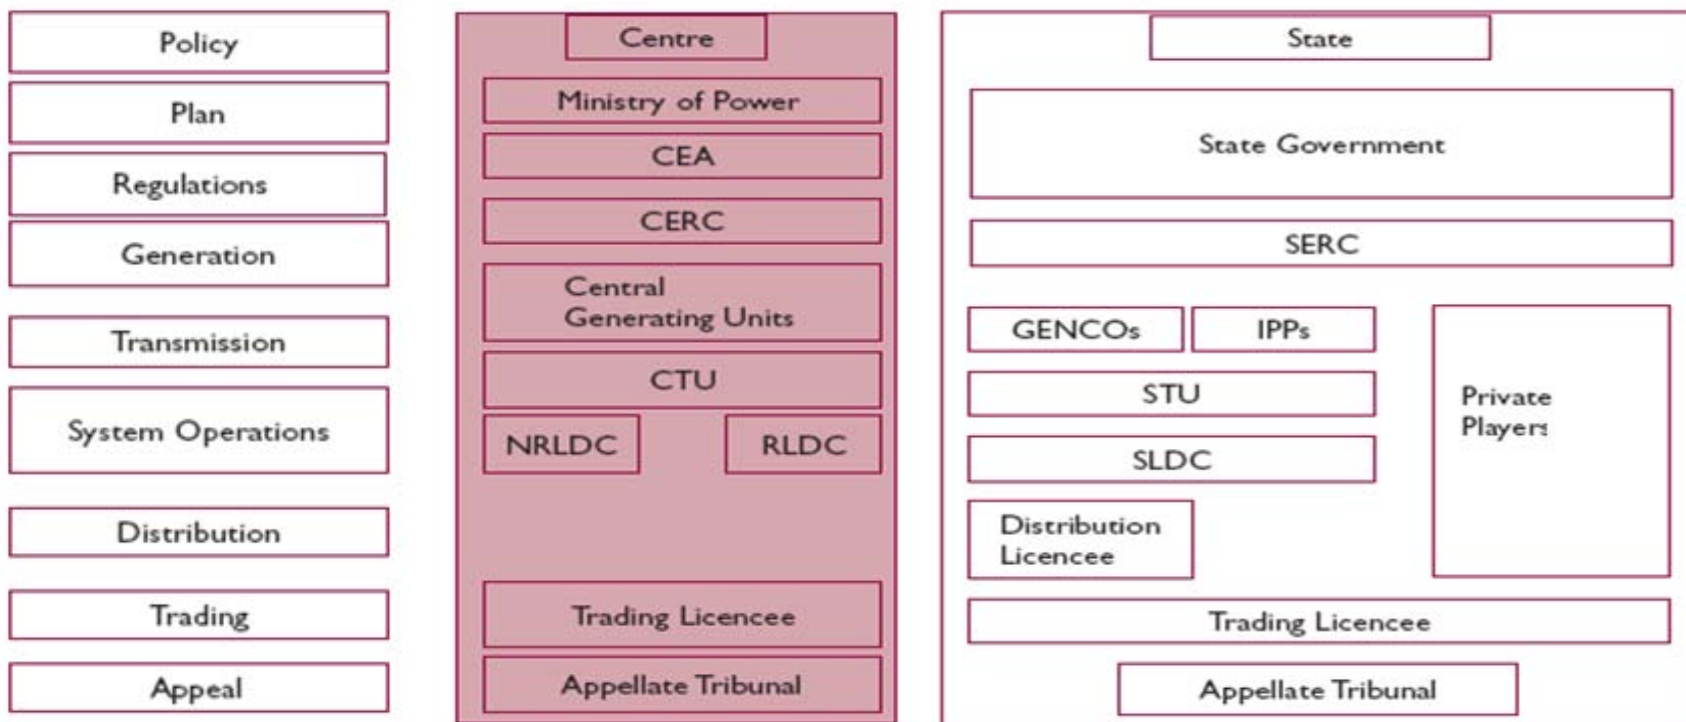 Policy
Plan
Regulations
Generation
Transmission
System Operations
Distribution
Trading
Appeal
Centre
Ministry of Power
CEA
CERC
Central
Generating Units
CTU
NRLDC
RLDC
Trading Licencee
Appellate Tribunal
State
State Government
SERC
GENCOs
IPPs
STU
SLDC
Distribution
Licencee
Private
Players
Trading Licencee
Appellate Tribunal